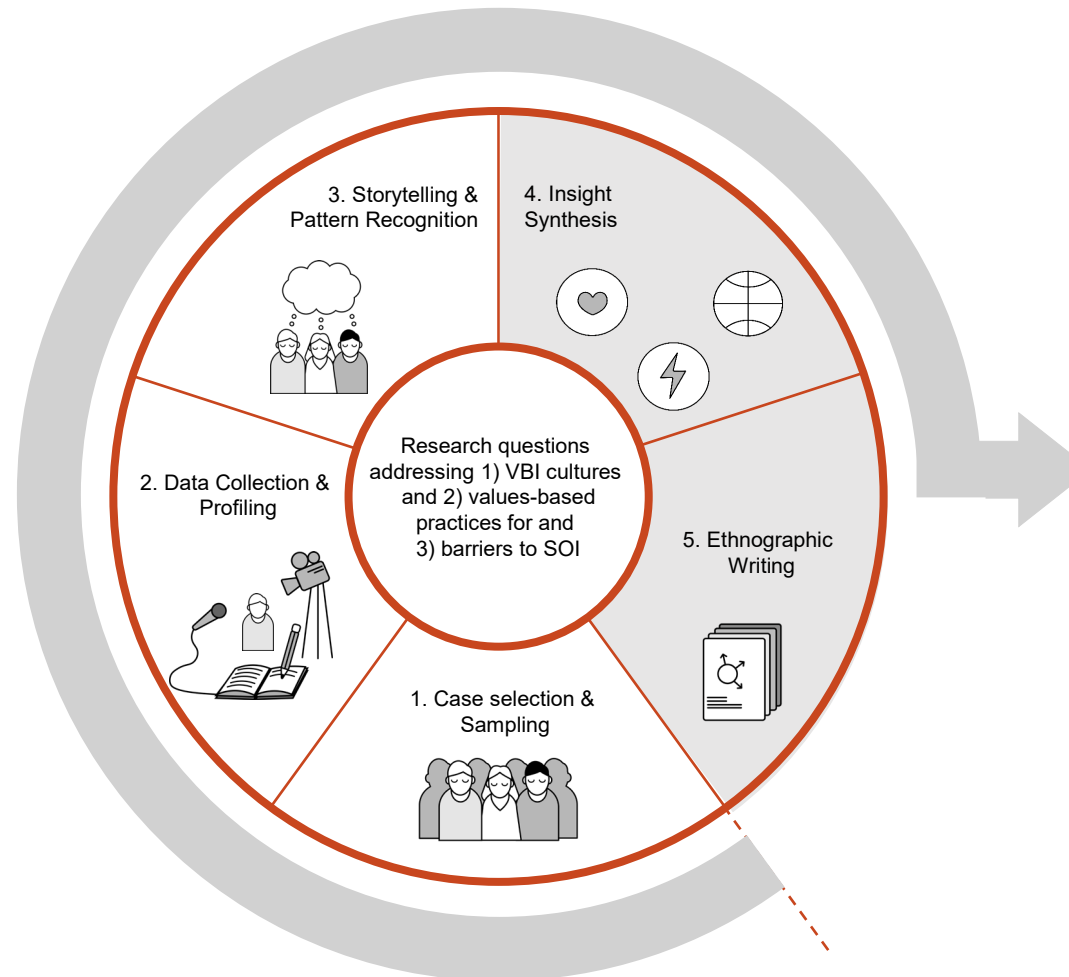 3. Storytelling &
Pattern Recognition
4. Insight
Synthesis
2. Data Collection &
Profiling
Research questions
addressing 1) VBI cultures
and 2) values-based
practices for and
3) barriers to SOI
5. Ethnographic
Writing
1. Case selection &
Sampling